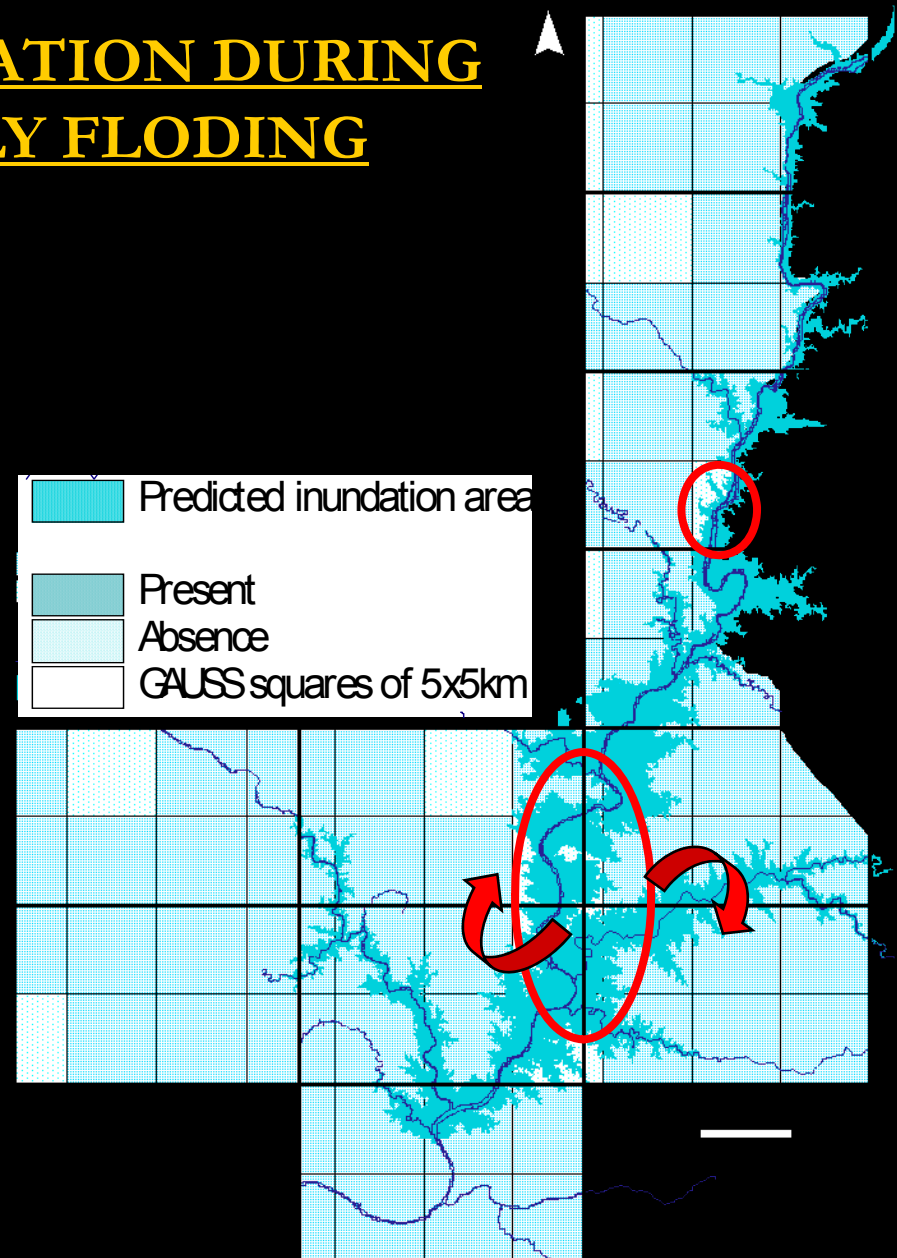 ATION DURING
LY FLODING
Predicted inundation area
Present
Absence
GAUSS squares of 5x5km